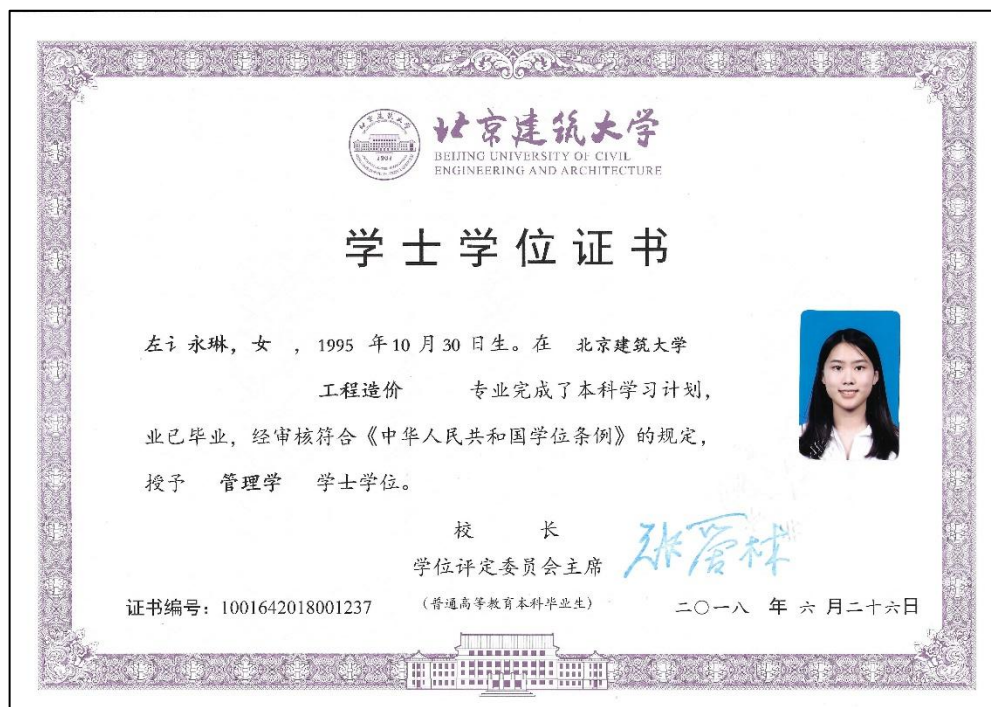 北京建筑大学
BEIJING UNIVERSITY OF CIVIL
ENGINEERING AND ARCHITECTURE
学士学位证书
永琳，女 ，1995 年10 月30 日生。在 北京建筑大学
工程造价 专业完成了本科学习计划，
业已毕业，经审核符合《中华人民共和国学位条例》的规定，
授予 管理学 学士学位。
校 长
学位评定委员会主席
（普通高等教育本科毕业生）
证书编号：1001642018001237
二〇一八 年 六 月二十六日